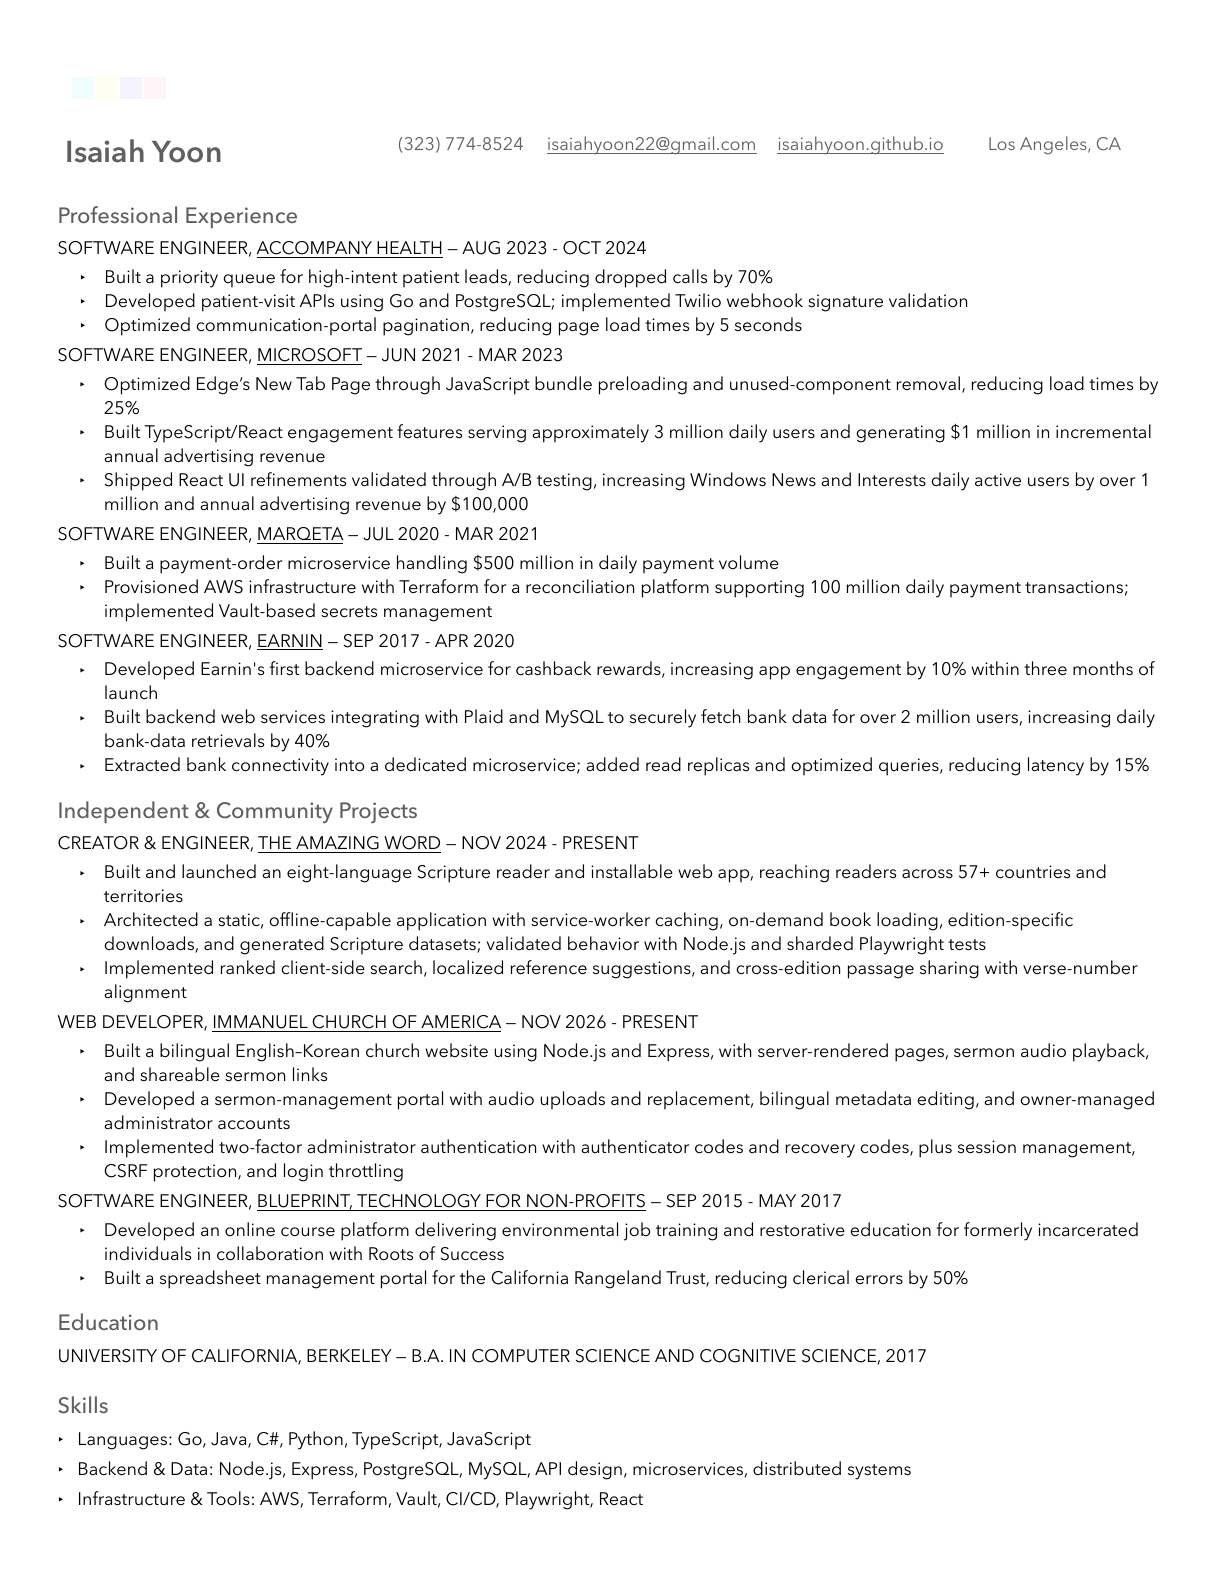 Isaiah Yoon
(323) 774-8524 isaiahyoon22@gmail.com isaiahyoon.github.io Los Angeles, CA
Professional Experience
SOFTWARE ENGINEER, ACCOMPANY HEALTH — AUG 2023 - OCT 2024
‣ Built a priority queue for high-intent patient leads, reducing dropped calls by 70%
‣ Developed patient-visit APIs using Go and PostgreSQL; implemented Twilio webhook signature validation
‣ Optimized communication-portal pagination, reducing page load times by 5 seconds
SOFTWARE ENGINEER, MICROSOFT — JUN 2021 - MAR 2023
‣ Optimized Edge’s New Tab Page through JavaScript bundle preloading and unused-component removal, reducing load times by
25%
‣ Built TypeScript/React engagement features serving approximately 3 million daily users and generating $1 million in incremental
annual advertising revenue
‣ Shipped React UI refinements validated through A/B testing, increasing Windows News and Interests daily active users by over 1
million and annual advertising revenue by $100,000
SOFTWARE ENGINEER, MARQETA — JUL 2020 - MAR 2021
‣ Built a payment-order microservice handling $500 million in daily payment volume
‣ Provisioned AWS infrastructure with Terraform for a reconciliation platform supporting 100 million daily payment transactions;
implemented Vault-based secrets management
SOFTWARE ENGINEER, EARNIN — SEP 2017 - APR 2020
‣ Developed Earnin's first backend microservice for cashback rewards, increasing app engagement by 10% within three months of
launch
‣ Built backend web services integrating with Plaid and MySQL to securely fetch bank data for over 2 million users, increasing daily
bank-data retrievals by 40%
‣ Extracted bank connectivity into a dedicated microservice; added read replicas and optimized queries, reducing latency by 15%
Independent & Community Projects
CREATOR & ENGINEER, THE AMAZING WORD — NOV 2024 - PRESENT
‣ Built and launched an eight-language Scripture reader and installable web app, reaching readers across 57+ countries and
territories
‣ Architected a static, offline-capable application with service-worker caching, on-demand book loading, edition-specific
downloads, and generated Scripture datasets; validated behavior with Node.js and sharded Playwright tests
‣ Implemented ranked client-side search, localized reference suggestions, and cross-edition passage sharing with verse-number
alignment
WEB DEVELOPER, IMMANUEL CHURCH OF AMERICA — NOV 2026 - PRESENT
‣ Built a bilingual English–Korean church website using Node.js and Express, with server-rendered pages, sermon audio playback,
and shareable sermon links
‣ Developed a sermon-management portal with audio uploads and replacement, bilingual metadata editing, and owner-managed
administrator accounts
‣ Implemented two-factor administrator authentication with authenticator codes and recovery codes, plus session management,
CSRF protection, and login throttling
SOFTWARE ENGINEER, BLUEPRINT, TECHNOLOGY FOR NON-PROFITS — SEP 2015 - MAY 2017
‣ Developed an online course platform delivering environmental job training and restorative education for formerly incarcerated
individuals in collaboration with Roots of Success
‣ Built a spreadsheet management portal for the California Rangeland Trust, reducing clerical errors by 50%
Education
UNIVERSITY OF CALIFORNIA, BERKELEY — B.A. IN COMPUTER SCIENCE AND COGNITIVE SCIENCE, 2017
Skills
‣ Languages: Go, Java, C#, Python, TypeScript, JavaScript
‣ Backend & Data: Node.js, Express, PostgreSQL, MySQL, API design, microservices, distributed systems
‣ Infrastructure & Tools: AWS, Terraform, Vault, CI/CD, Playwright, React